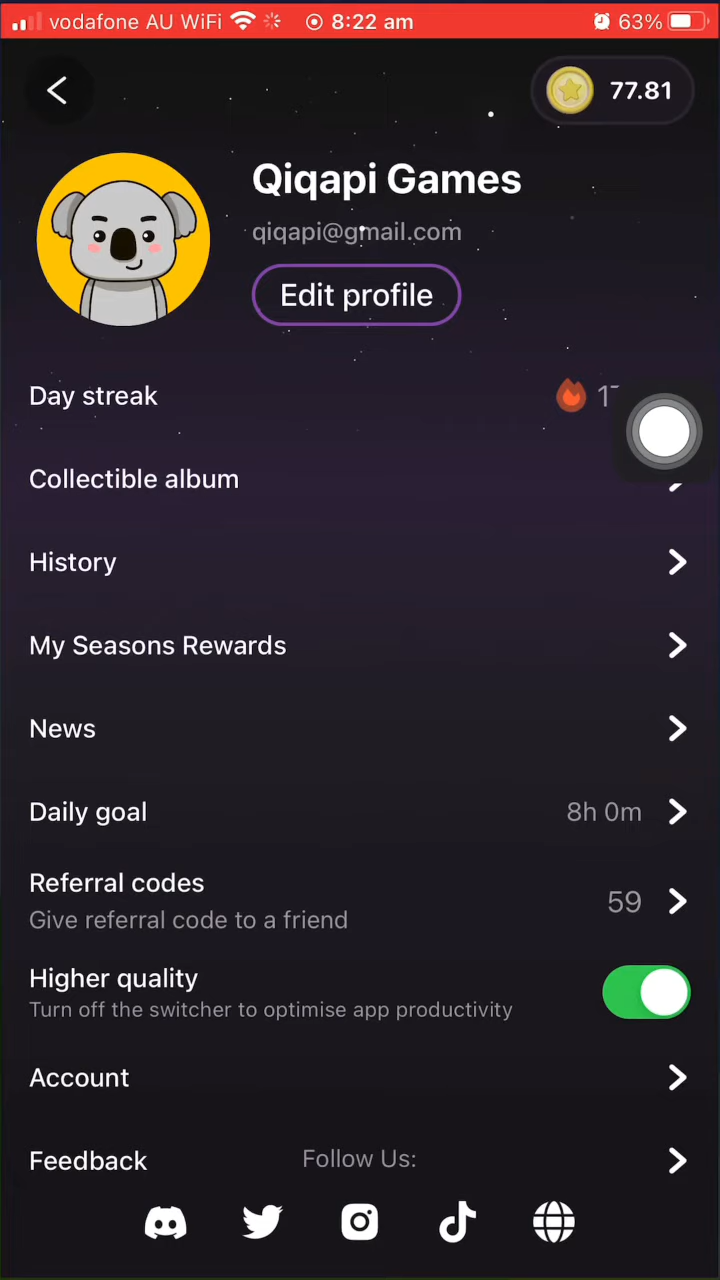 vodafone AU WiFi 8:22 am 63%
77.81
Qiqapi Games
qiqapi@gmail.com
Edit profile
Day streak
Collectible album
History
My Seasons Rewards
News
Daily goal 8h 0m
Referral codes
Give referral code to a friend
59
Higher quality
Turn off the switcher to optimise app productivity
Account
Feedback
Follow Us: